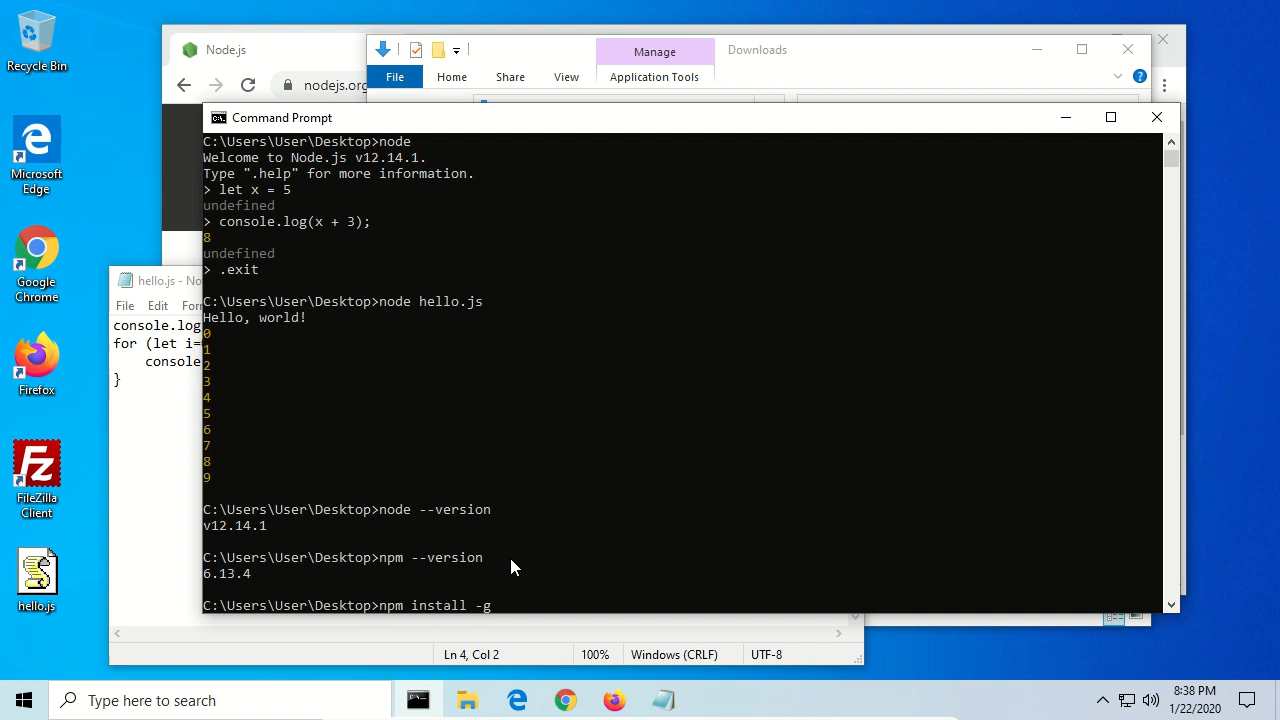 Recycle Bin
Microsoft
Edge
Google
Chrome
Firefox
FileZilla
Client
hello.js
Node.js
nodejs.org
Manage
Downloads
File
Home
Share
View
Application Tools
Command Prompt
C:\Users\User\Desktop>node
Welcome to Node.js v12.14.1.
Type ".help" for more information.
> let x = 5
undefined
> console.log(x + 3);
8
undefined
> .exit
C:\Users\User\Desktop>node hello.js
Hello, world!
0
1
2
3
4
5
6
7
8
9
C:\Users\User\Desktop>node --version
v12.14.1
C:\Users\User\Desktop>npm --version
6.13.4
C:\Users\User\Desktop>npm install -g
hello.js - No
File Edit Forr
console.log
for (let i=
console
}
Ln 4, Col 2
100%
Windows (CRLF)
UTF-8
Type here to search
8:38 PM
1/22/2020